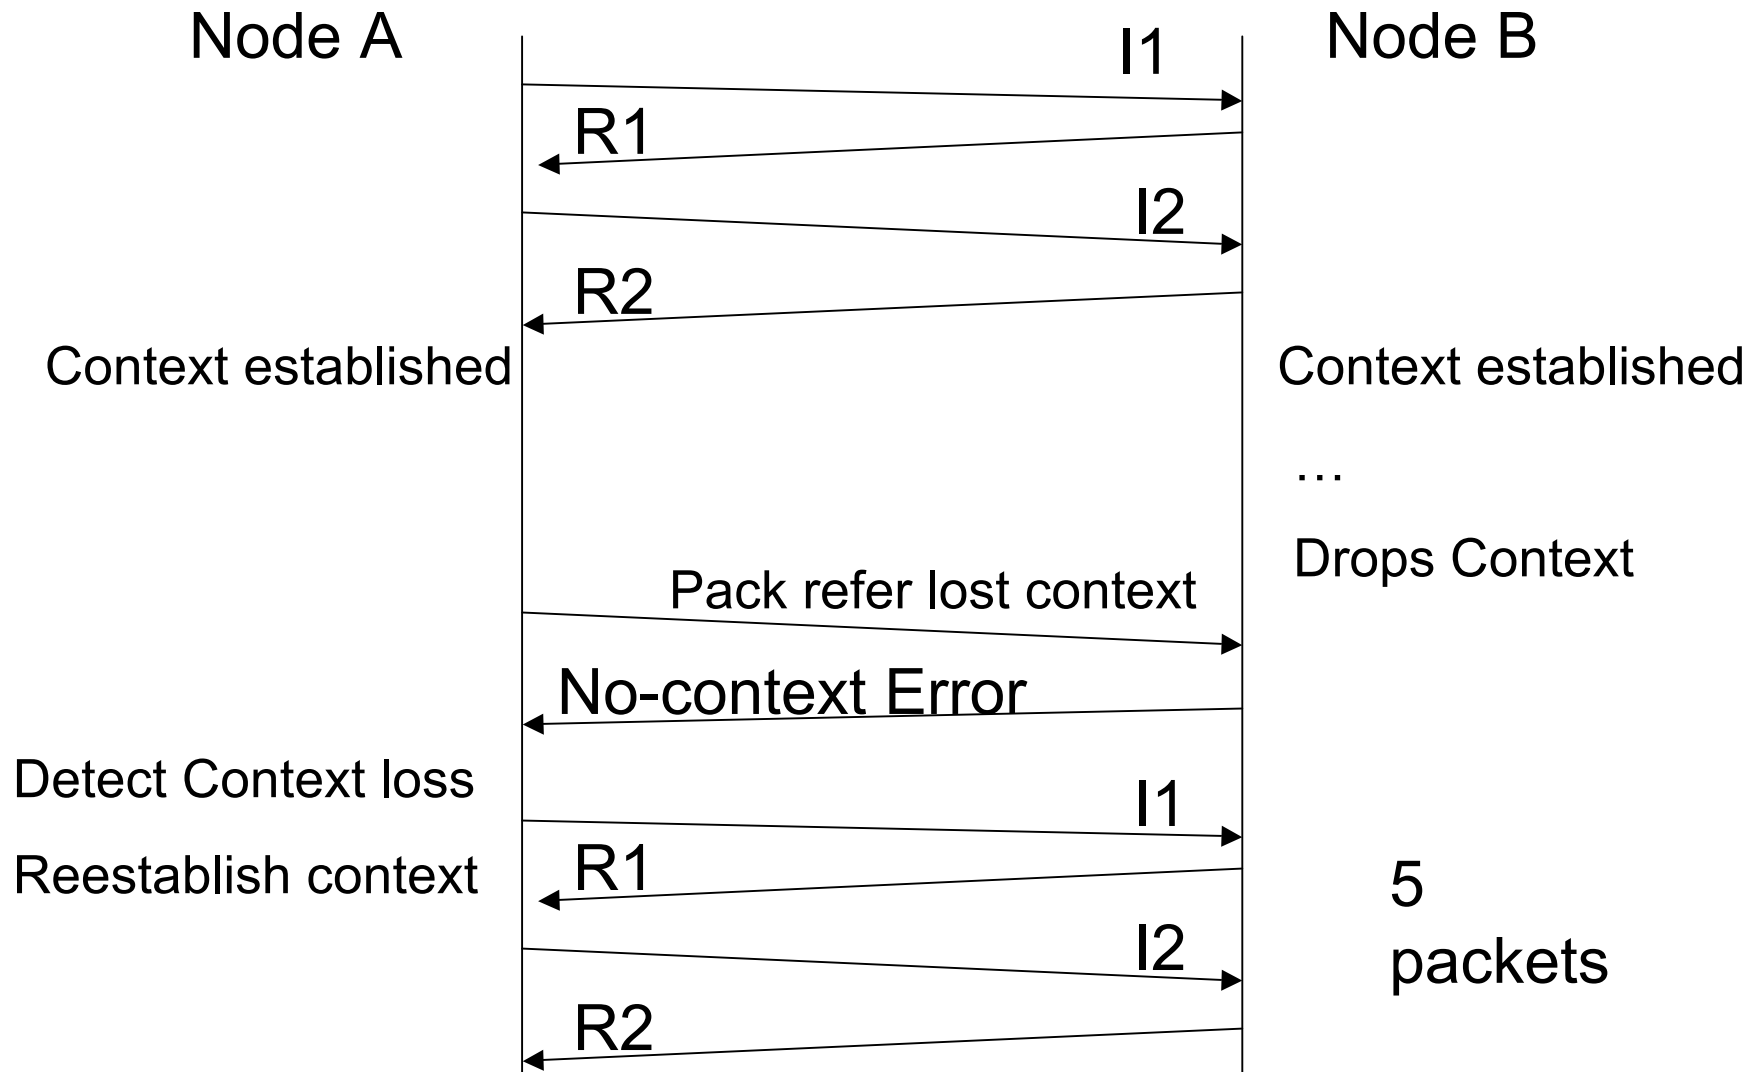 Node A
Node B
I1
R1
I2
R2
Context established
Context established
…
Drops Context
Pack refer lost context
No-context Error
Detect Context loss
I1
Reestablish context
R1
5
packets
I2
R2